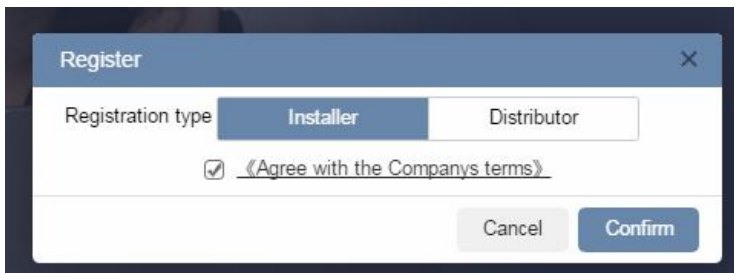 Register
Registration type Installer Distributor
《Agree with the Companys terms》
Cancel Confirm